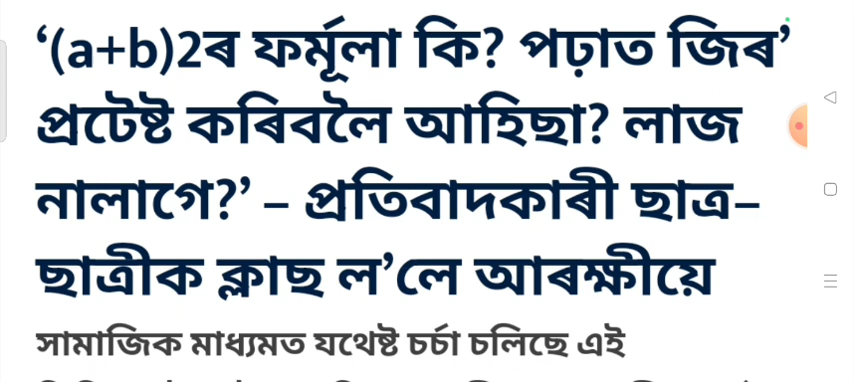 ‘(a+b)2ৰ ফৰ্মূলা কি? পঢ়াত জিৰ’
প্ৰটেষ্ট কৰিবলৈ আহিছা? লাজ
নালাগে?’ – প্ৰতিবাদকাৰী ছাত্ৰ–
ছাত্ৰীক ক্লাছ ল’লে আৰক্ষীয়ে
সামাজিক মাধ্যমত যথেষ্ট চৰ্চা চলিছে এই